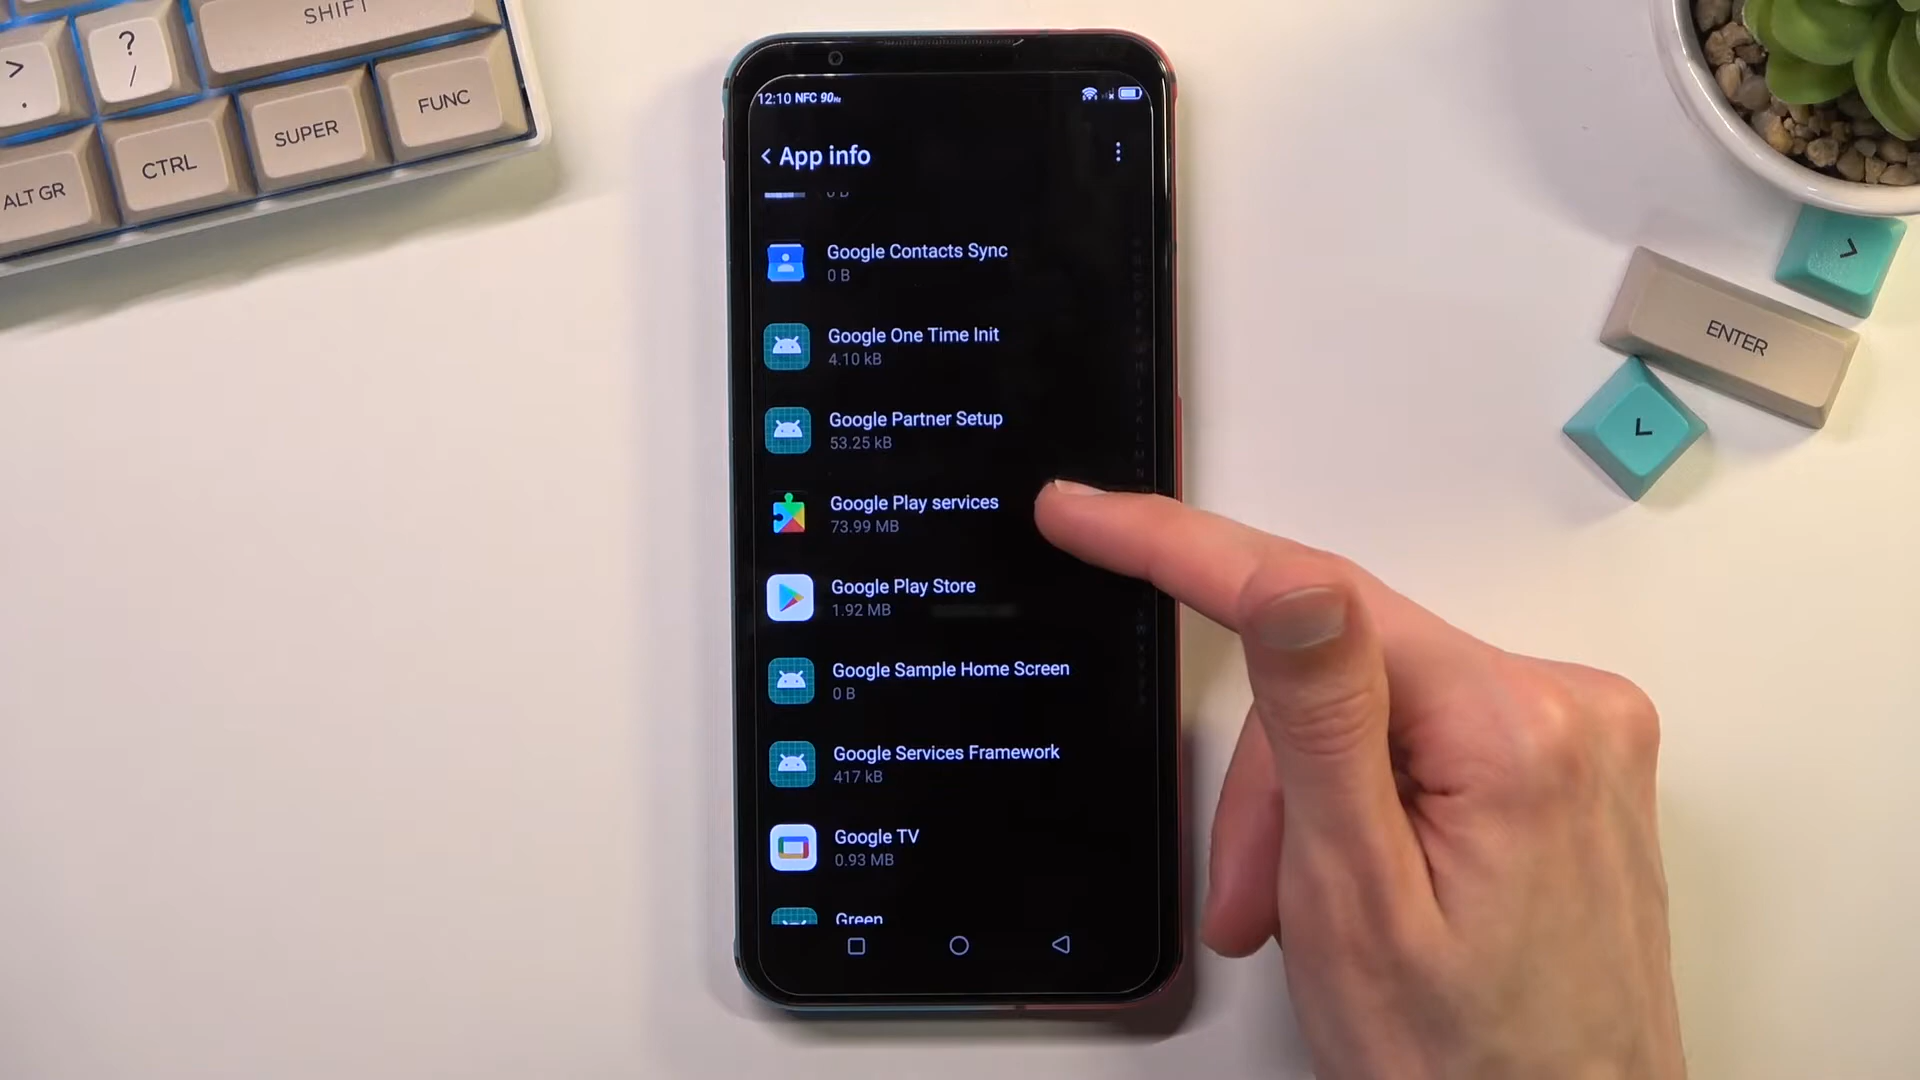 SHIFT
>
.
?
/
FUNC
SUPER
CTRL
ALT GR
12:10 NFC 90Hz
App info
0 B
Google Contacts Sync
0 B
Google One Time Init
4.10 kB
Google Partner Setup
53.25 kB
Google Play services
73.99 MB
Google Play Store
1.92 MB
Google Sample Home Screen
0 B
Google Services Framework
417 kB
Google TV
0.93 MB
Green
ENTER